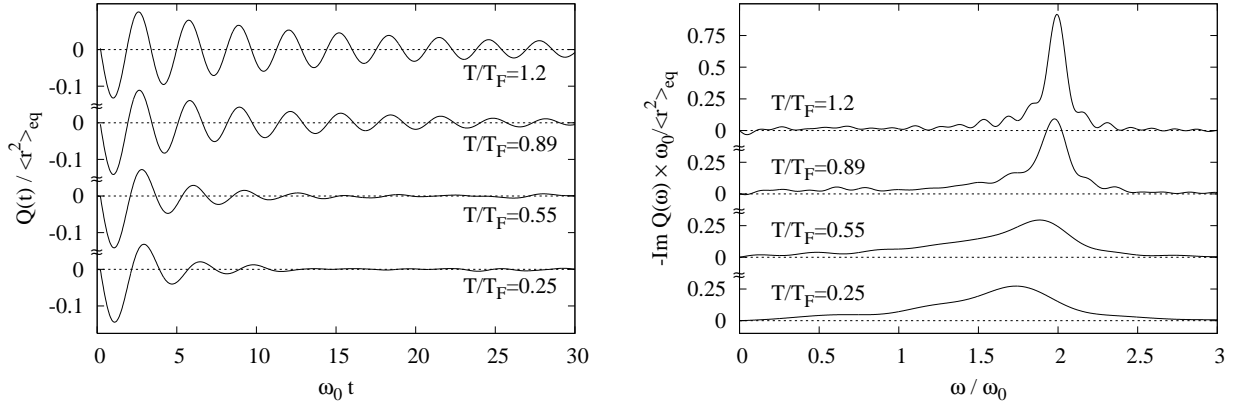 Q(t) / <r²>eq
0
-0.1
T/TF=1.2
0
-0.1
T/TF=0.89
0
-0.1
T/TF=0.55
0
-0.1
T/TF=0.25
0 5 10 15 20 25 30
ω0 t
-Im Q(ω) × ω0/<r²>eq
0.75
0.5
0.25
0
T/TF=1.2
0.25
0
T/TF=0.89
0.25
0
T/TF=0.55
0.25
0
T/TF=0.25
0 0.5 1 1.5 2 2.5 3
ω / ω0